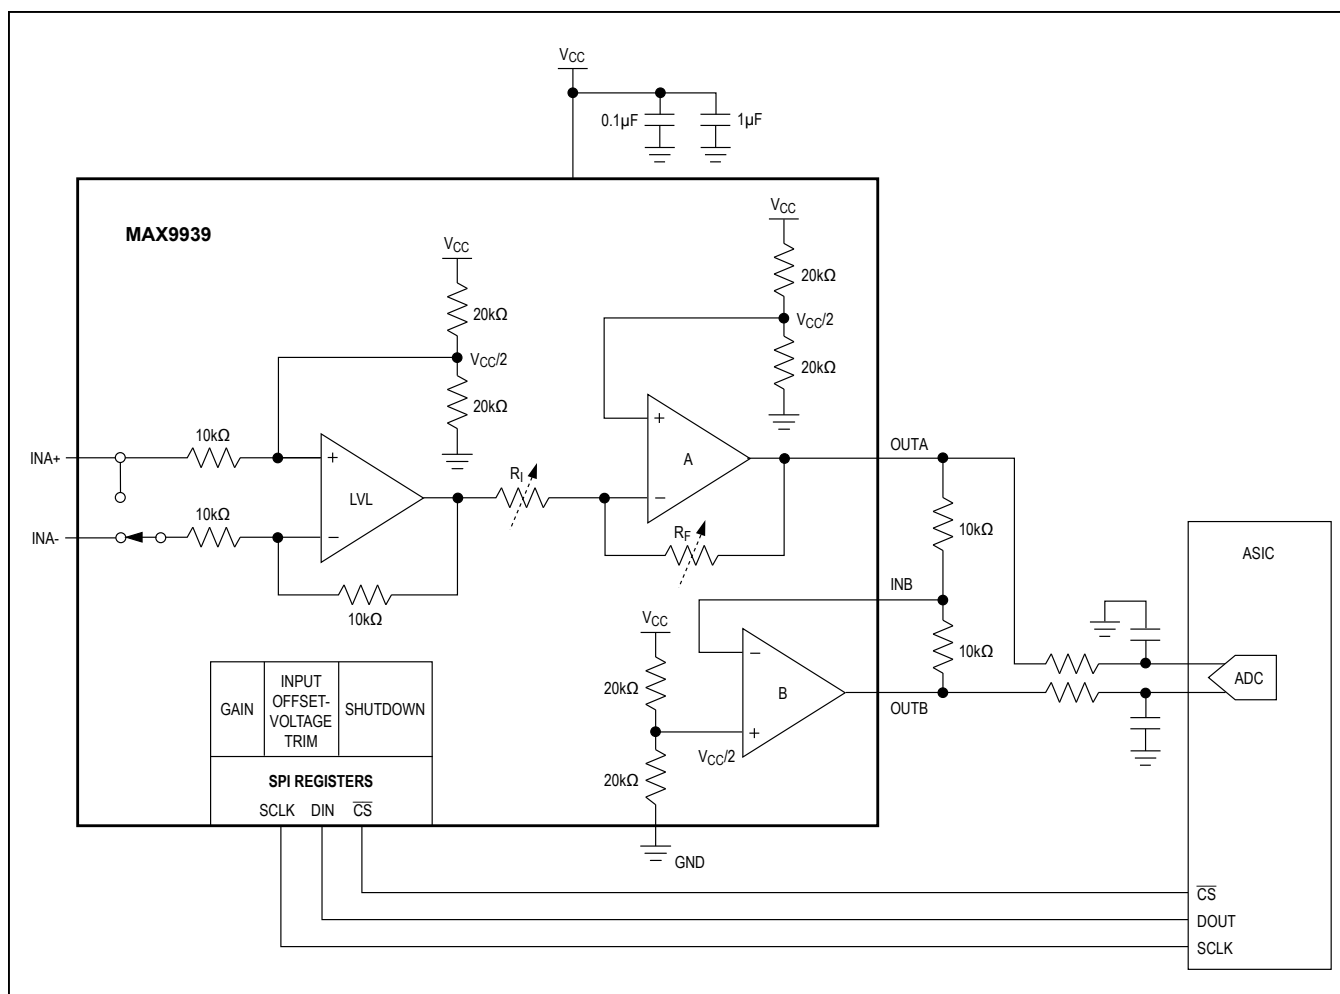 VCC
0.1µF
1µF
MAX9939
VCC
20kΩ
VCC/2
20kΩ
VCC
20kΩ
VCC/2
20kΩ
INA+
10kΩ
+
LVL
−
INA-
10kΩ
10kΩ
RI
+
A
−
RF
OUTA
10kΩ
INB
10kΩ
OUTB
VCC
20kΩ
20kΩ
VCC/2
−
B
+
GND
ASIC
ADC
GAIN
INPUT
OFFSET-
VOLTAGE
TRIM
SHUTDOWN
SPI REGISTERS
SCLK DIN C̅S̅
C̅S̅
DOUT
SCLK